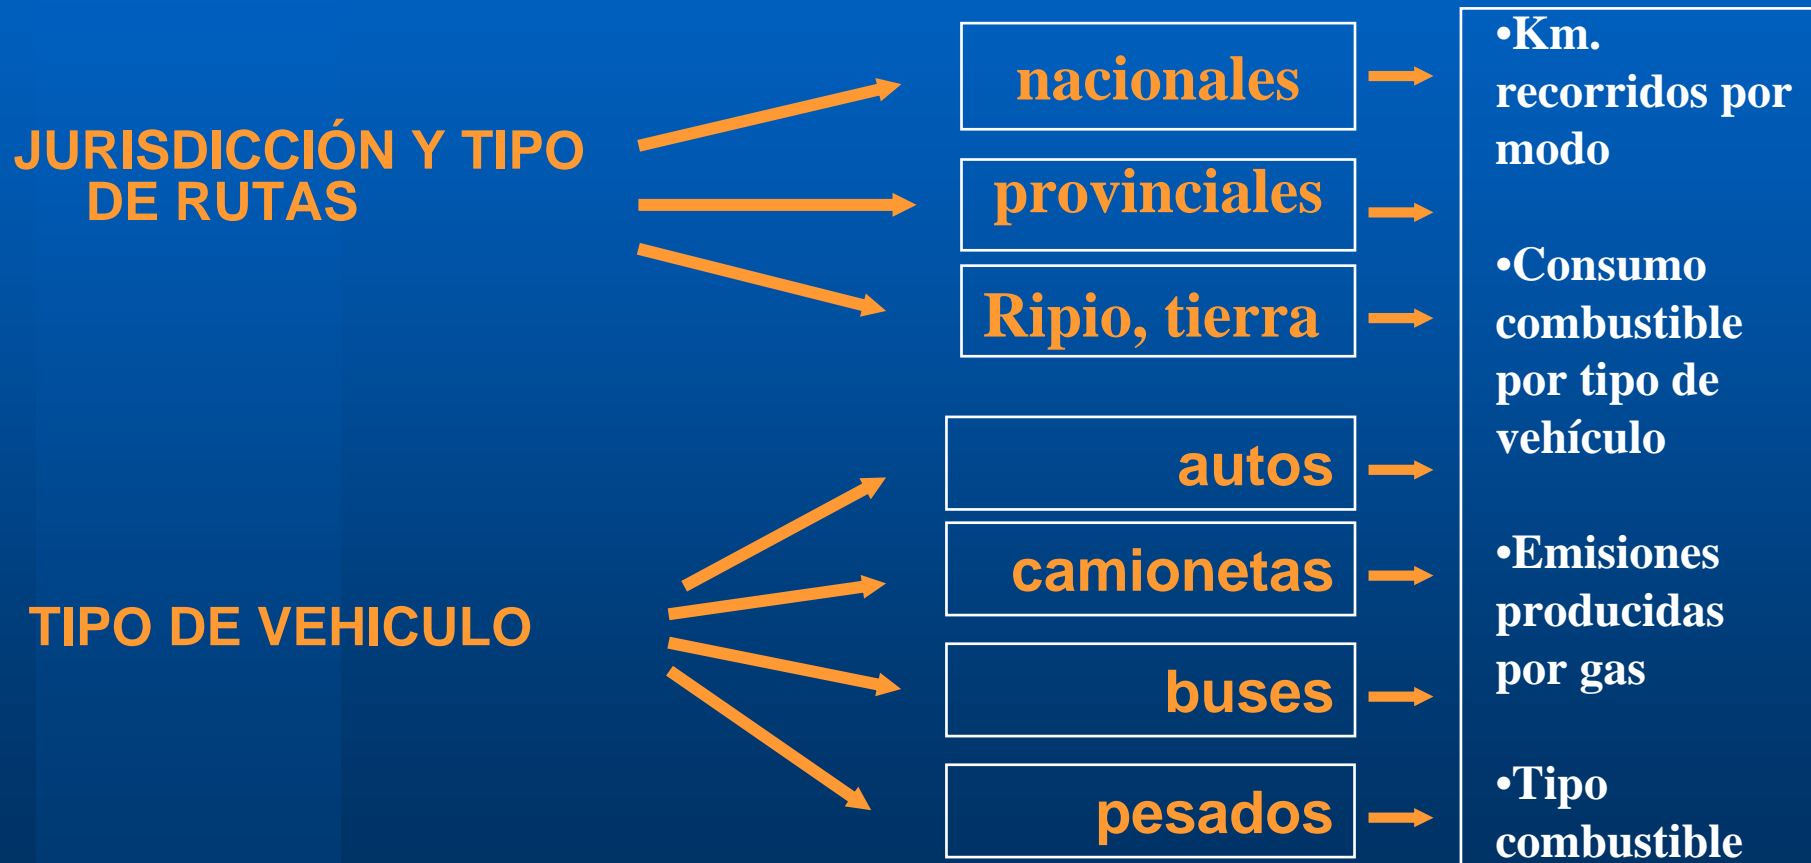 JURISDICCIÓN Y TIPO
DE RUTAS
nacionales
provinciales
Ripio, tierra
TIPO DE VEHICULO
autos
camionetas
buses
pesados
•Km.
recorridos por
modo
•Consumo
combustible
por tipo de
vehículo
•Emisiones
producidas
por gas
•Tipo
combustible